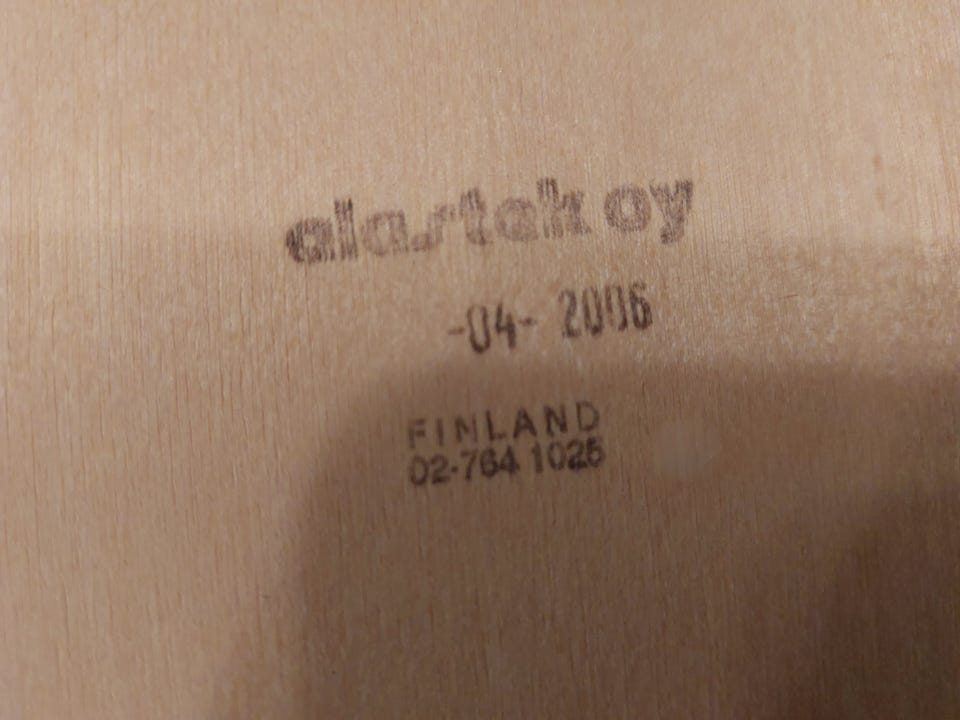 alastek oy
-04- 2006
FINLAND
02-764 1025